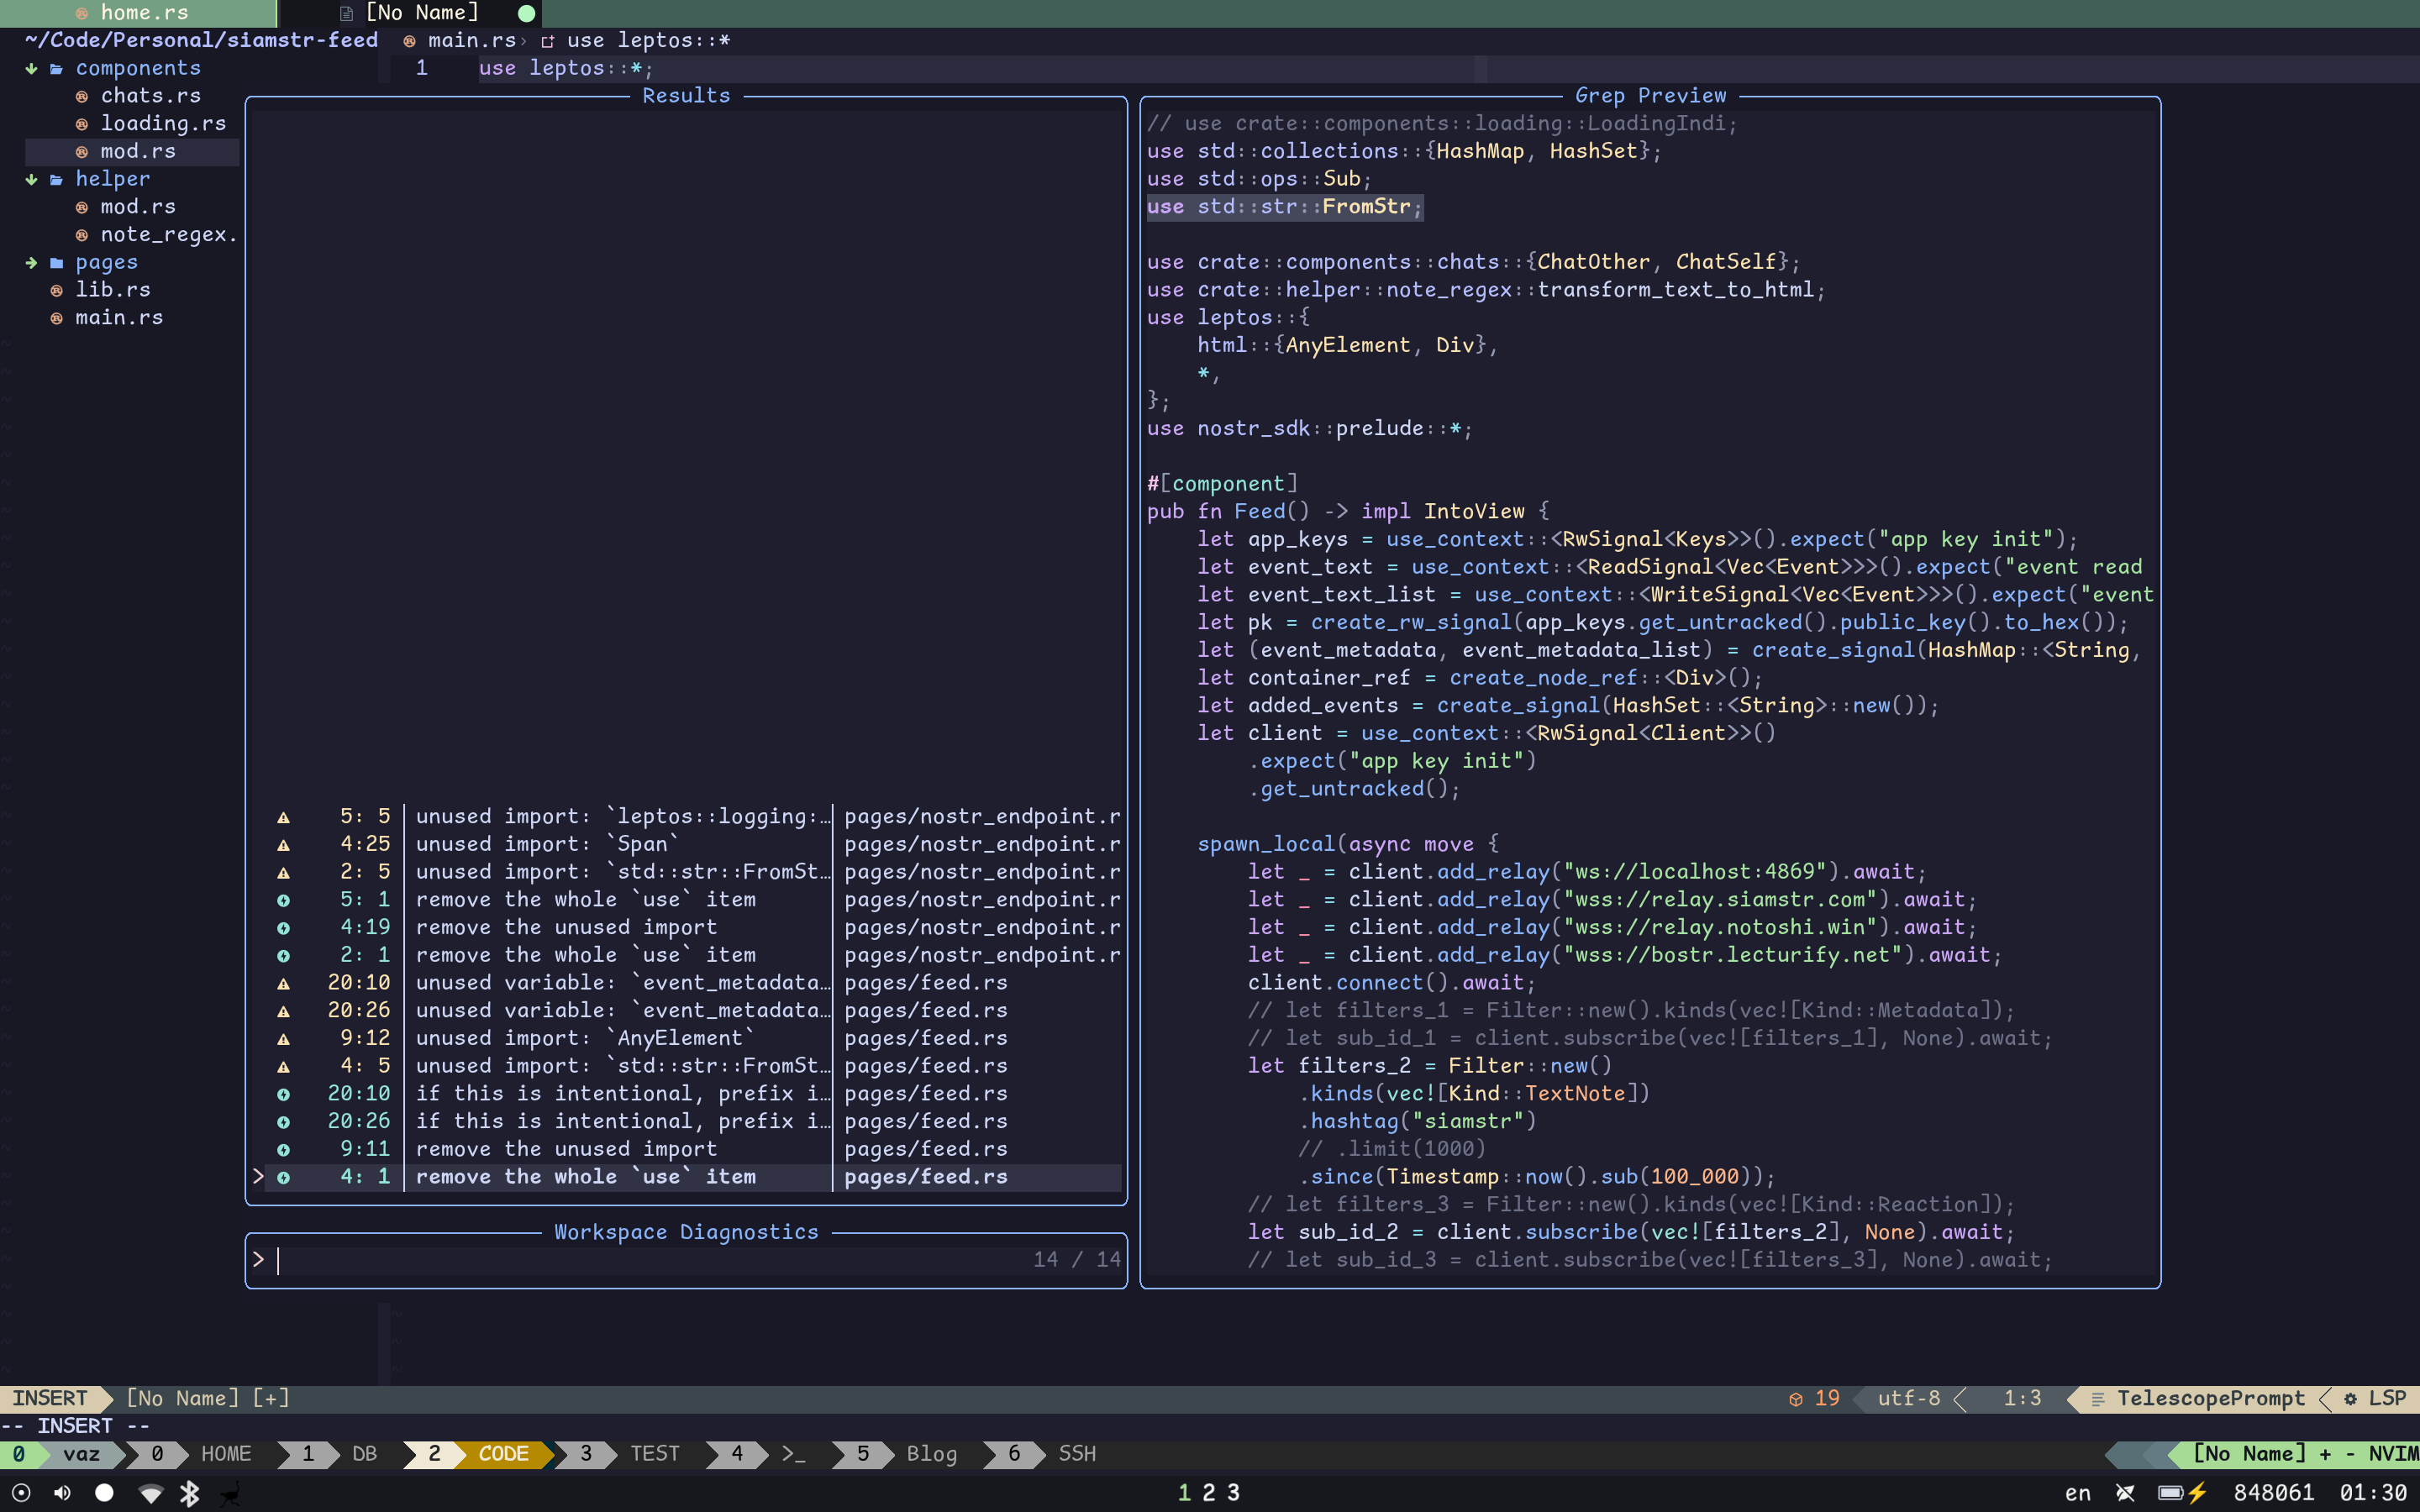 home.rs
[No Name]
~/Code/Personal/siamstr-feed
main.rs› use leptos::*
components
chats.rs
loading.rs
mod.rs
helper
mod.rs
note_regex.
pages
lib.rs
main.rs
1 use leptos::*;
Results
5: 5 unused import: `leptos::logging:… pages/nostr_endpoint.r
4:25 unused import: `Span` pages/nostr_endpoint.r
2: 5 unused import: `std::str::FromSt… pages/nostr_endpoint.r
5: 1 remove the whole `use` item pages/nostr_endpoint.r
4:19 remove the unused import pages/nostr_endpoint.r
2: 1 remove the whole `use` item pages/nostr_endpoint.r
20:10 unused variable: `event_metadata… pages/feed.rs
20:26 unused variable: `event_metadata… pages/feed.rs
9:12 unused import: `AnyElement` pages/feed.rs
4: 5 unused import: `std::str::FromSt… pages/feed.rs
20:10 if this is intentional, prefix i… pages/feed.rs
20:26 if this is intentional, prefix i… pages/feed.rs
9:11 remove the unused import pages/feed.rs
> 4: 1 remove the whole `use` item pages/feed.rs
Workspace Diagnostics
> 14 / 14
Grep Preview
// use crate::components::loading::LoadingIndi;
use std::collections::{HashMap, HashSet};
use std::ops::Sub;
use std::str::FromStr;
use crate::components::chats::{ChatOther, ChatSelf};
use crate::helper::note_regex::transform_text_to_html;
use leptos::{
html::{AnyElement, Div},
*,
};
use nostr_sdk::prelude::*;
#[component]
pub fn Feed() -> impl IntoView {
let app_keys = use_context::<RwSignal<Keys>>().expect("app key init");
let event_text = use_context::<ReadSignal<Vec<Event>>>().expect("event read
let event_text_list = use_context::<WriteSignal<Vec<Event>>>().expect("event
let pk = create_rw_signal(app_keys.get_untracked().public_key().to_hex());
let (event_metadata, event_metadata_list) = create_signal(HashMap::<String,
let container_ref = create_node_ref::<Div>();
let added_events = create_signal(HashSet::<String>::new());
let client = use_context::<RwSignal<Client>>()
.expect("app key init")
.get_untracked();
spawn_local(async move {
let _ = client.add_relay("ws://localhost:4869").await;
let _ = client.add_relay("wss://relay.siamstr.com").await;
let _ = client.add_relay("wss://relay.notoshi.win").await;
let _ = client.add_relay("wss://bostr.lecturify.net").await;
client.connect().await;
// let filters_1 = Filter::new().kinds(vec![Kind::Metadata]);
// let sub_id_1 = client.subscribe(vec![filters_1], None).await;
let filters_2 = Filter::new()
.kinds(vec![Kind::TextNote])
.hashtag("siamstr")
// .limit(1000)
.since(Timestamp::now().sub(100_000));
// let filters_3 = Filter::new().kinds(vec![Kind::Reaction]);
let sub_id_2 = client.subscribe(vec![filters_2], None).await;
// let sub_id_3 = client.subscribe(vec![filters_3], None).await;
INSERT [No Name] [+] 19 utf-8 1:3 TelescopePrompt LSP
-- INSERT --
0 vaz 0 HOME 1 DB 2 CODE 3 TEST 4 >_ 5 Blog 6 SSH [No Name] + - NVIM
1 2 3 en 848061 01:30